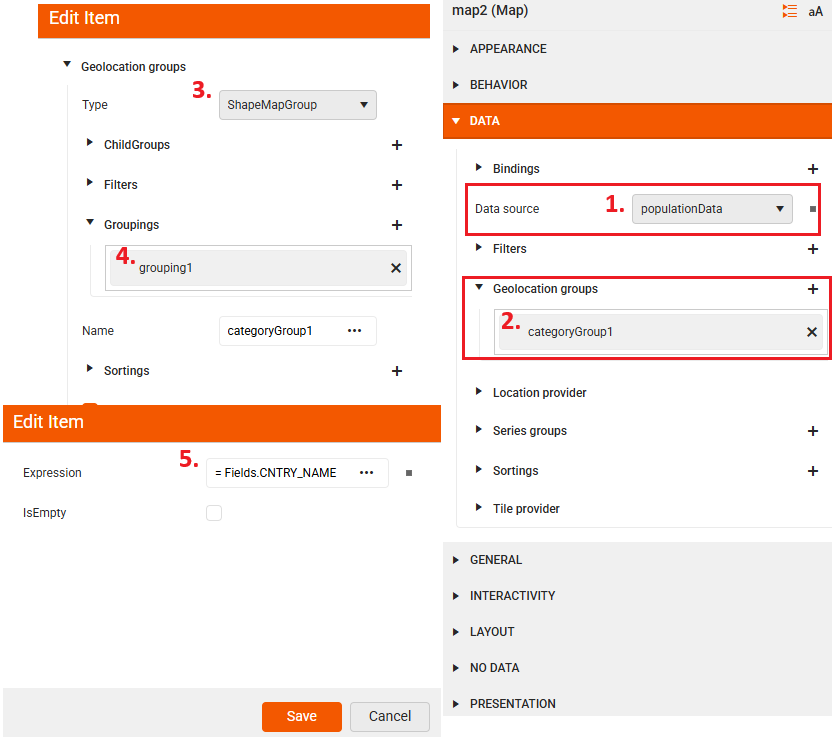 Edit Item
Geolocation groups
3.
Type
ShapeMapGroup
ChildGroups
Filters
Groupings
4.
grouping1
Name
categoryGroup1
Sortings
Edit Item
5.
Expression
= Fields.CNTRY_NAME
IsEmpty
Save
Cancel
map2 (Map)
aA
APPEARANCE
BEHAVIOR
DATA
Bindings
1.
Data source
populationData
Filters
Geolocation groups
2.
categoryGroup1
Location provider
Series groups
Sortings
Tile provider
GENERAL
INTERACTIVITY
LAYOUT
NO DATA
PRESENTATION